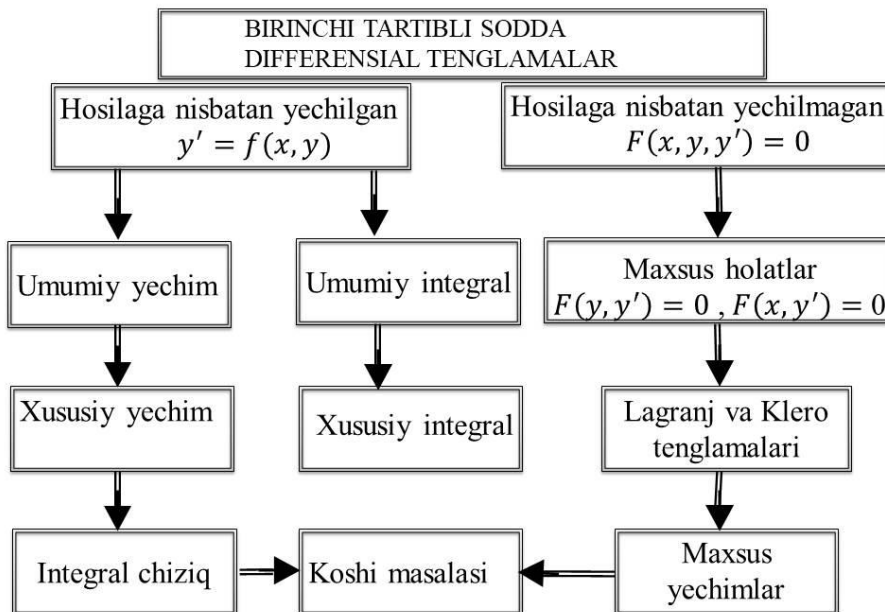 BIRINCHI TARTIBLI SODDA
DIFFERENSIAL TENGLAMALAR
Hosilaga nisbatan yechilgan
y′ = f(x, y)
Hosilaga nisbatan yechilmagan
F(x, y, y′) = 0
Umumiy yechim
Umumiy integral
Maxsus holatlar
F(y, y′) = 0 , F(x, y′) = 0
Xususiy yechim
Xususiy integral
Lagranj va Klero
tenglamalari
Integral chiziq
Koshi masalasi
Maxsus
yechimlar